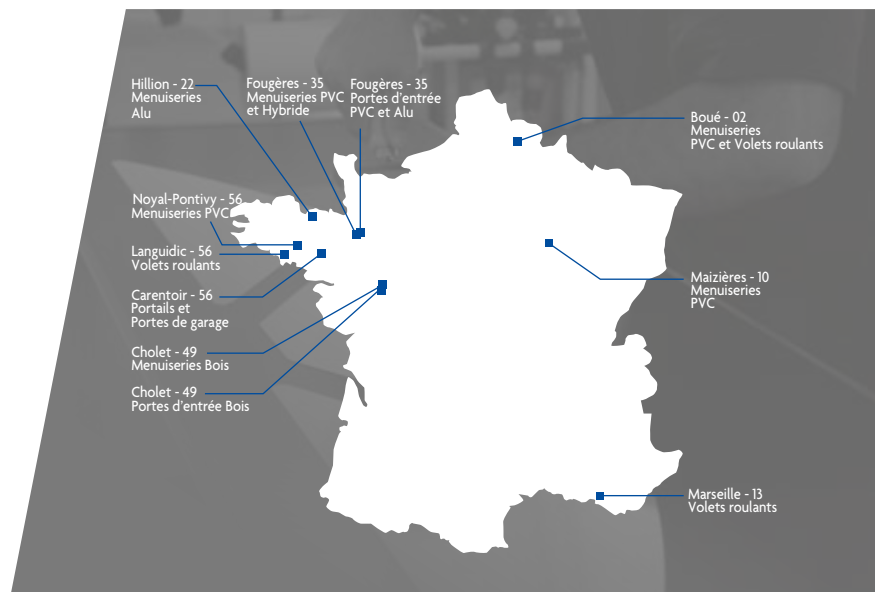 Hillion - 22
Menuiseries
Alu
Fougères - 35
Menuiseries PVC
et Hybride
Fougères - 35
Portes d'entrée
PVC et Alu
Boué - 02
Menuiseries
PVC et Volets roulants
Noyal-Pontivy - 56
Menuiseries PVC
Languidic - 56
Volets roulants
Carentoir - 56
Portails et
Portes de garage
Maizières - 10
Menuiseries
PVC
Cholet - 49
Menuiseries Bois
Cholet - 49
Portes d'entrée Bois
Marseille - 13
Volets roulants